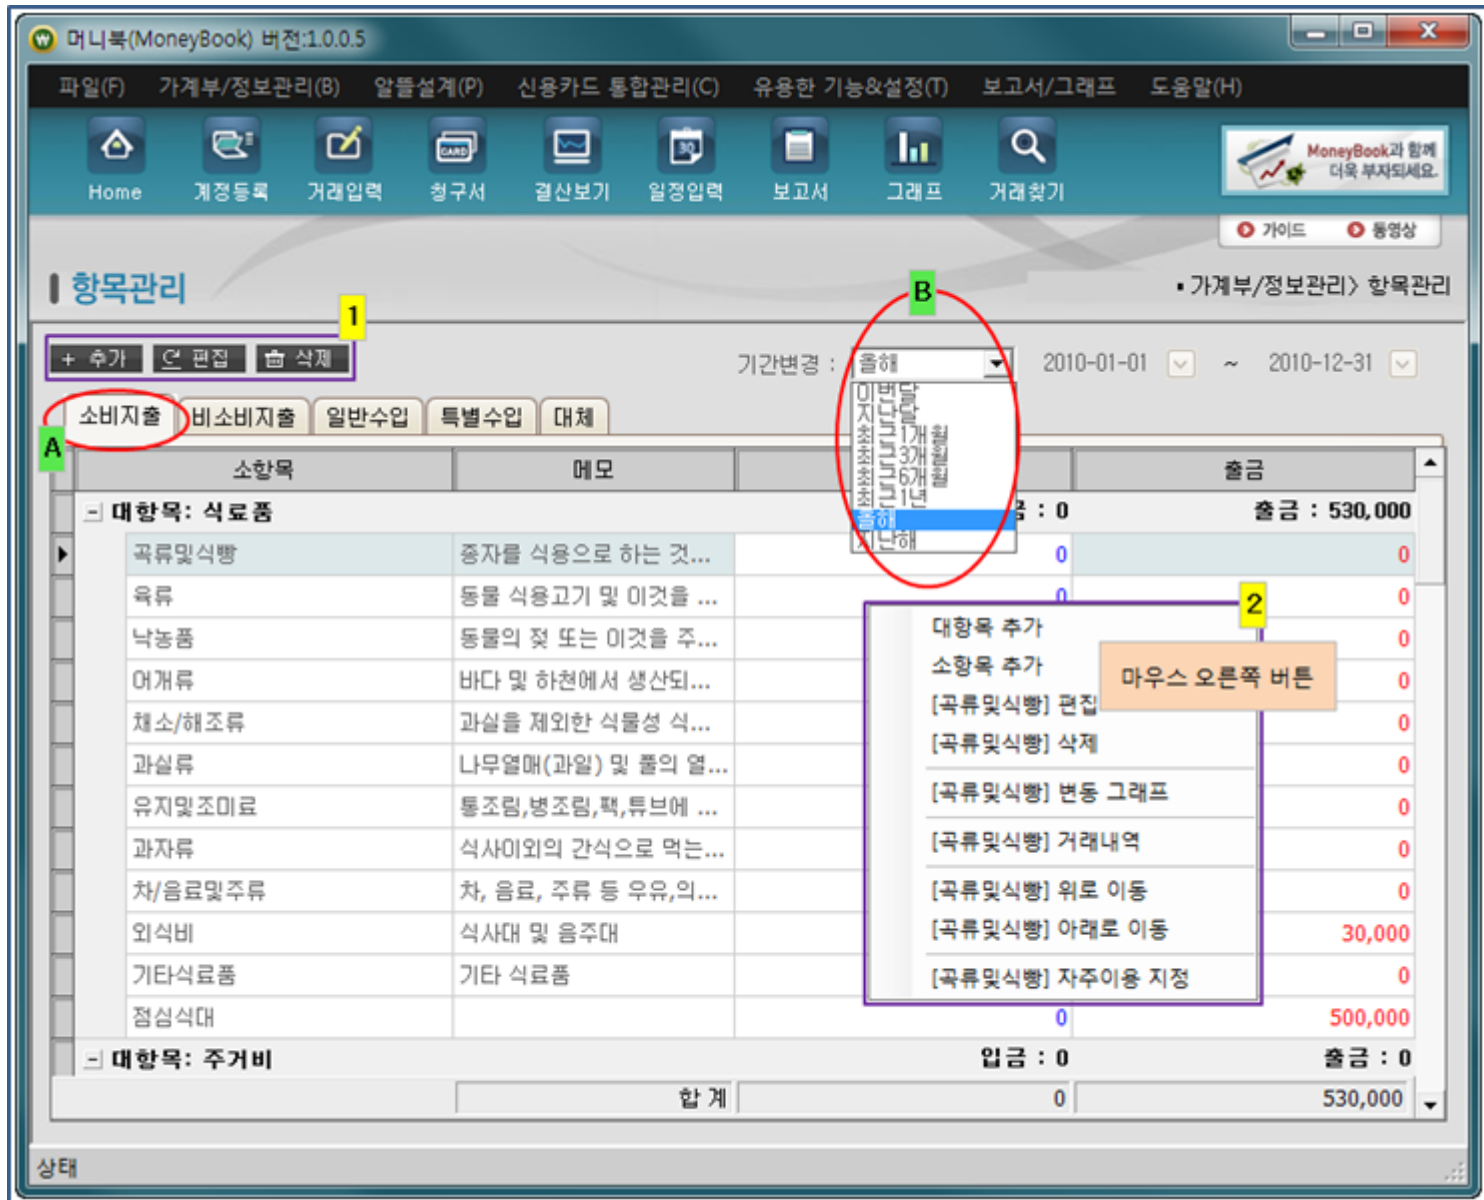 머니북(MoneyBook) 버전:1.0.0.5
파일(F) 가계부/정보관리(B) 알뜰설계(P) 신용카드 통합관리(C) 유용한 기능&설정(T) 보고서/그래프 도움말(H)
CARD 30
Home 계정등록 거래입력 청구서 결산보기 일정입력 보고서 그래프 거래찾기
MoneyBook과 함께
더욱 부자되세요.
가이드 동영상
항목관리
▪가계부/정보관리> 항목관리
1
B
+ 추가 편집 삭제
기간변경 : 올해 2010-01-01 ~ 2010-12-31
이번달
지난달
최근1개월
최근3개월
최근6개월
최근1년
올해
지난해
A
소비지출 비소비지출 일반수입 특별수입 대체
소항목 메모 출금
대항목: 식료품 : 0 출금 : 530,000
곡류및식빵 종자를 식용으로 하는 것... 0 0
육류 동물 식용고기 및 이것을 ... 0 0
낙농품 동물의 젖 또는 이것을 주... 0
어개류 바다 및 하천에서 생산되... 0
채소/해조류 과실을 제외한 식물성 식... 0
과실류 나무열매(과일) 및 풀의 열... 0
유지및조미료 통조림,병조림,팩,튜브에 ... 0
과자류 식사이외의 간식으로 먹는... 0
차/음료및주류 차, 음료, 주류 등 우유,의... 0
외식비 식사대 및 음주대 30,000
기타식료품 기타 식료품 0
점심식대 0 500,000
대항목: 주거비 입금 : 0 출금 : 0
합 계 0 530,000
2
대항목 추가
소항목 추가
[곡류및식빵] 편집
[곡류및식빵] 삭제
[곡류및식빵] 변동 그래프
[곡류및식빵] 거래내역
[곡류및식빵] 위로 이동
[곡류및식빵] 아래로 이동
[곡류및식빵] 자주이용 지정
마우스 오른쪽 버튼
상태